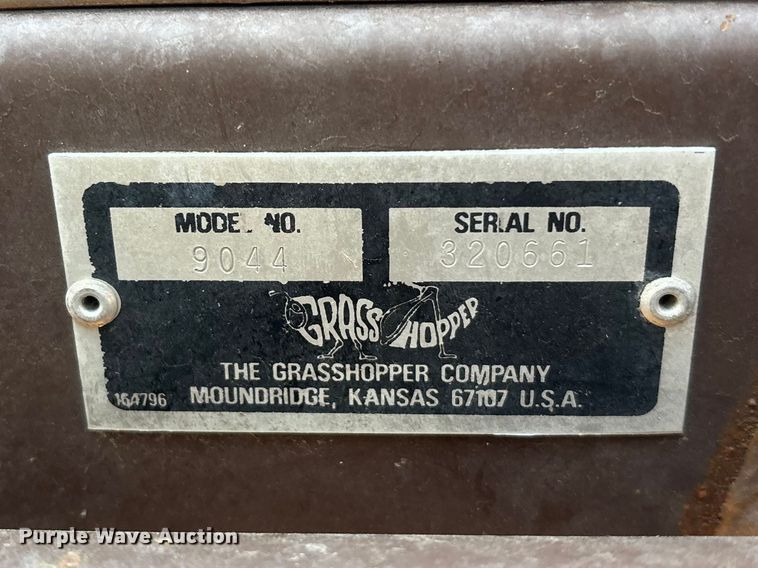 MODEL NO.
SERIAL NO.
9044
320661
GRASSHOPPER
THE GRASSHOPPER COMPANY
164796
MOUNDRIDGE, KANSAS 67107 U.S.A.
Purple Wave Auction